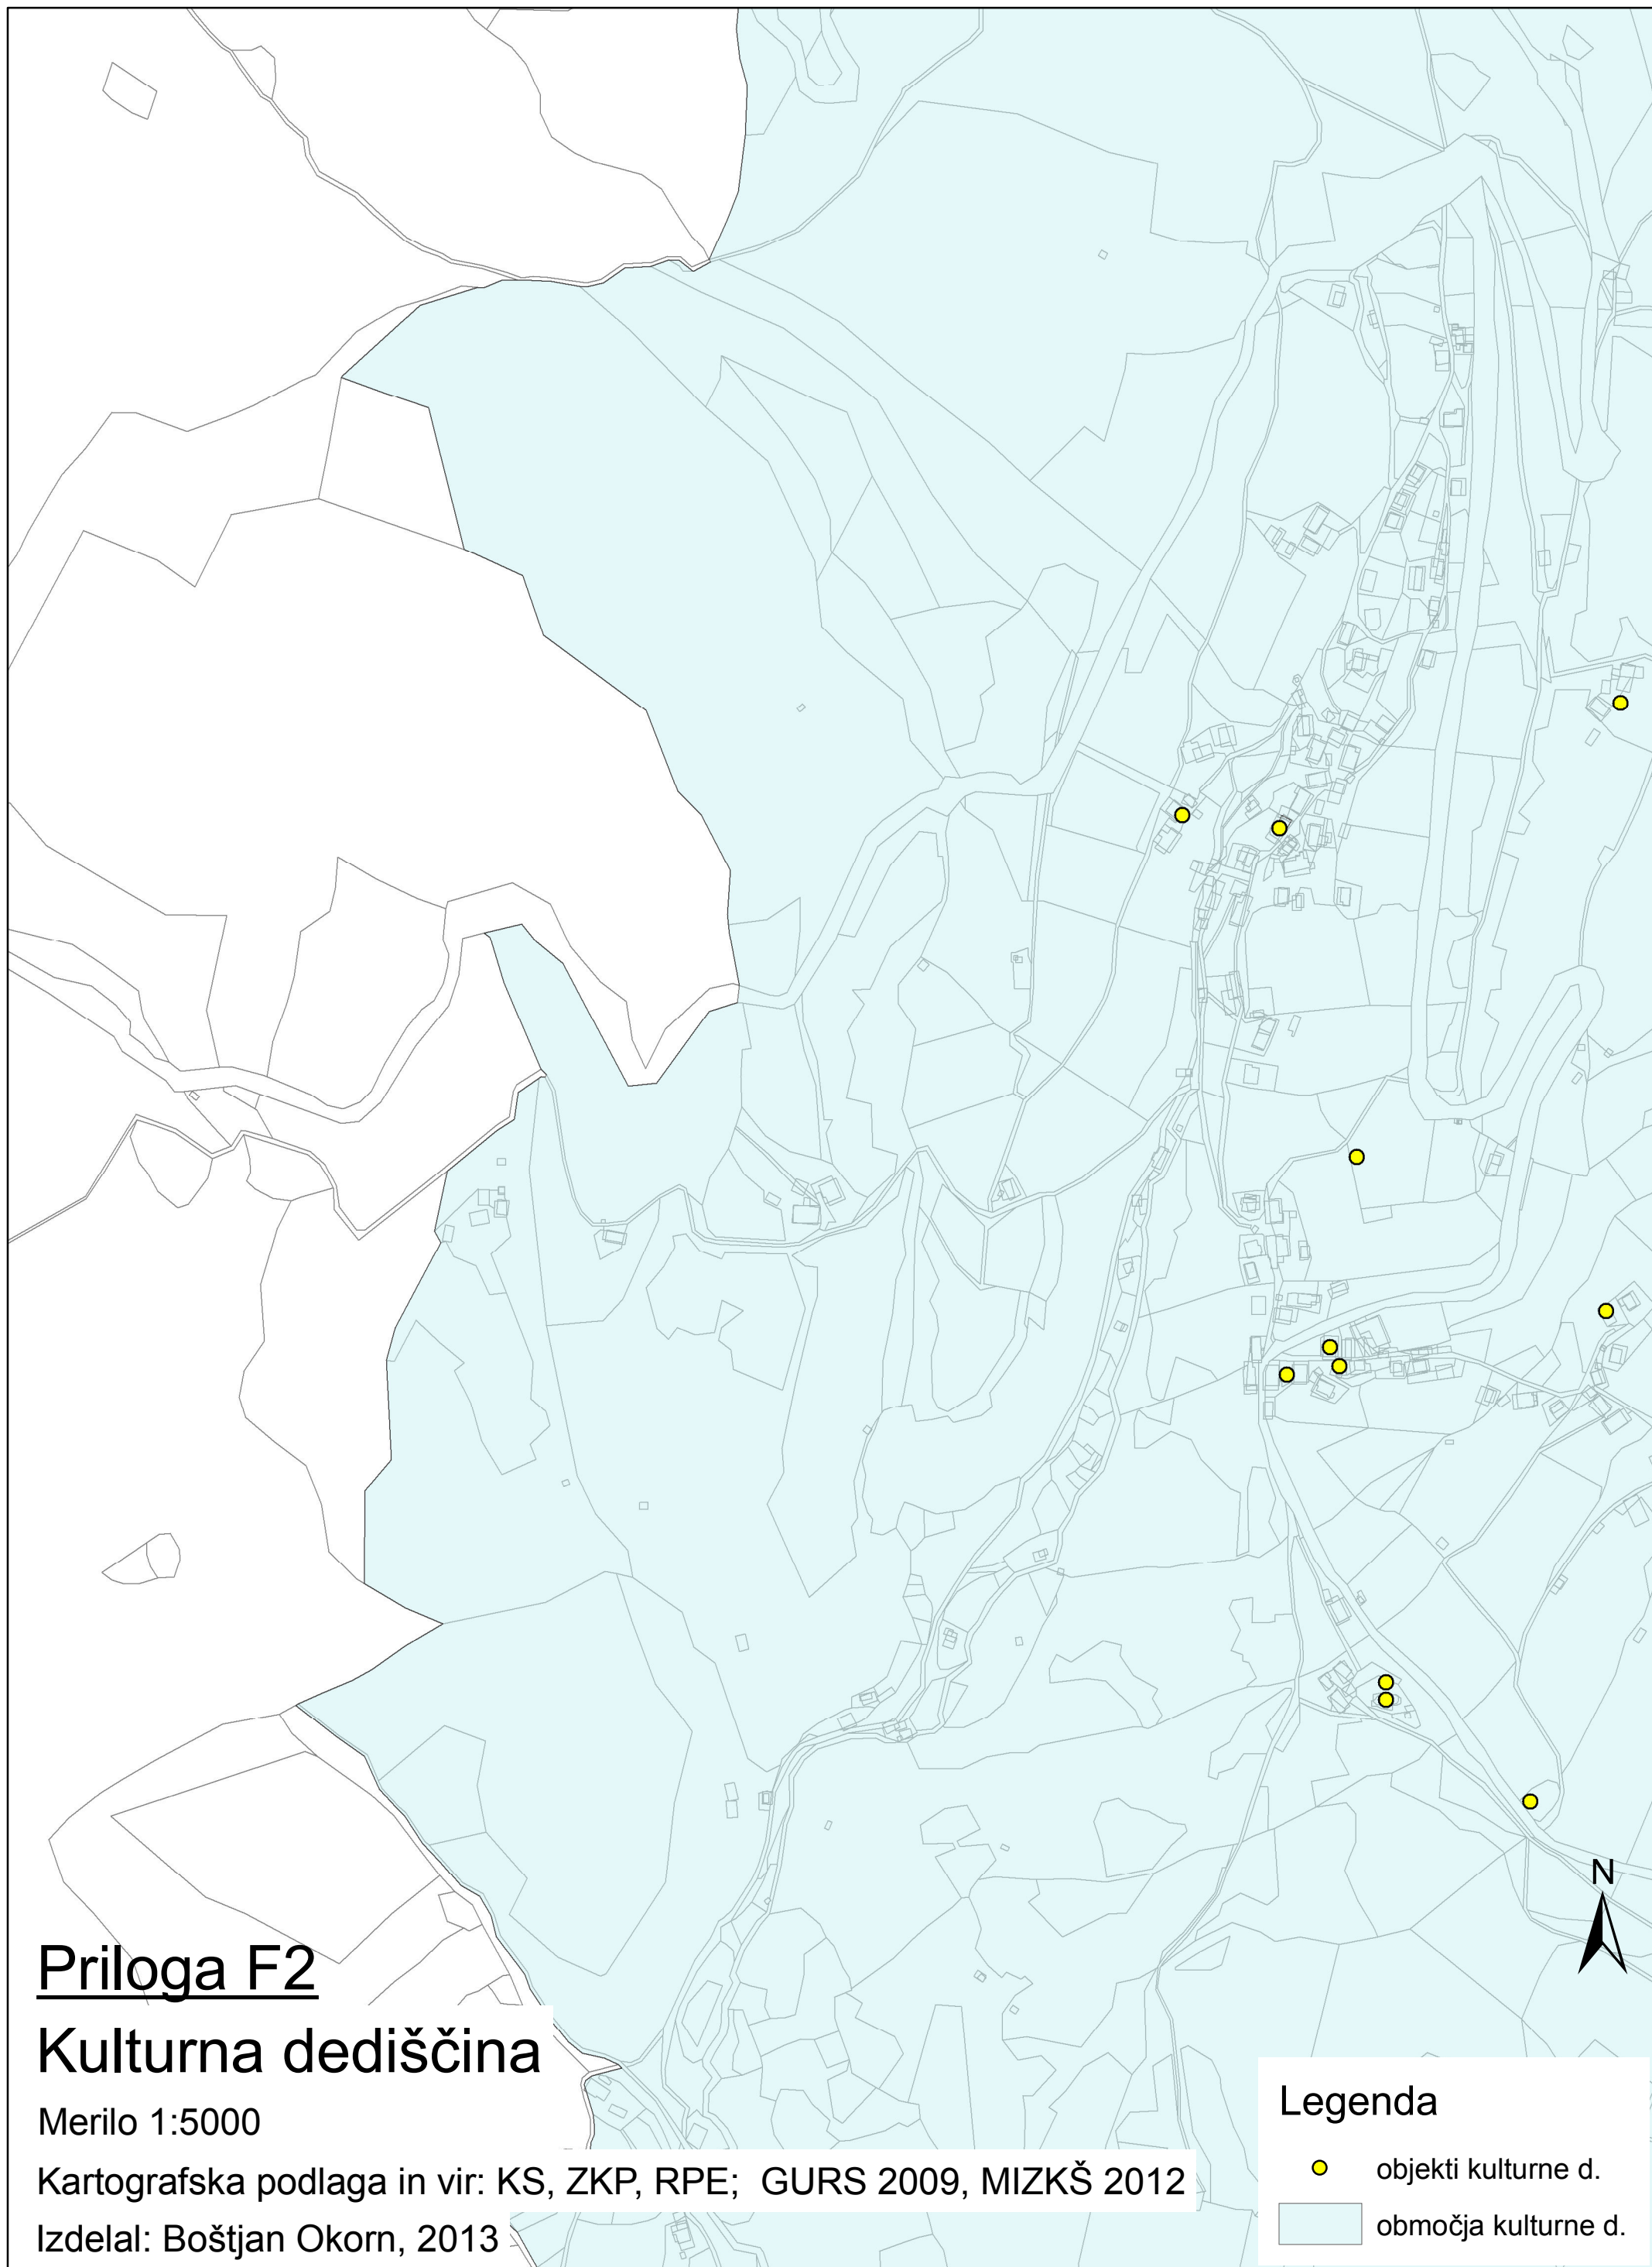 N
Priloga F2
Kulturna dediščina
Merilo 1:5000
Kartografska podlaga in vir: KS, ZKP, RPE;  GURS 2009, MIZKŠ 2012
Izdelal: Boštjan Okorn, 2013
Legenda
objekti kulturne d.
območja kulturne d.